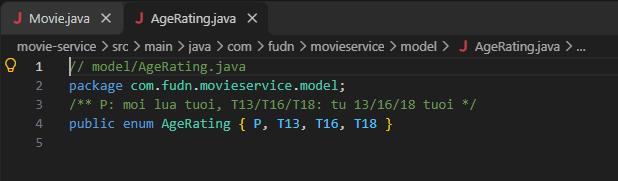 J Movie.java × J AgeRating.java ×
movie-service > src > main > java > com > fudn > movieservice > model > J AgeRating.java > ...
1 // model/AgeRating.java
2 package com.fudn.movieservice.model;
3 /** P: moi lua tuoi, T13/T16/T18: tu 13/16/18 tuoi */
4 public enum AgeRating { P, T13, T16, T18 }
5